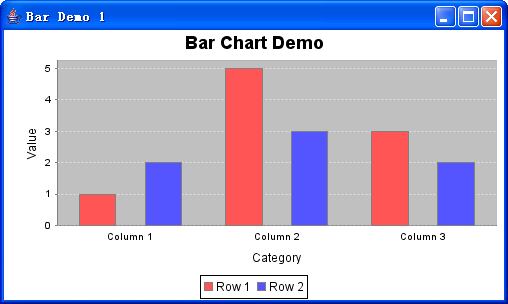 Bar Demo 1
Bar Chart Demo
Value
5
4
3
2
1
0
Column 1 Column 2 Column 3
Category
Row 1 Row 2